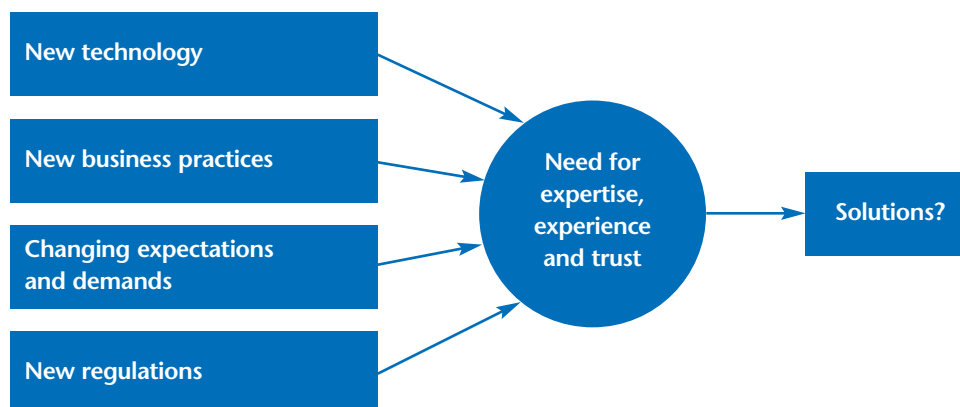 New technology
New business practices
Changing expectations
and demands
New regulations
Need for
expertise,
experience
and trust
Solutions?